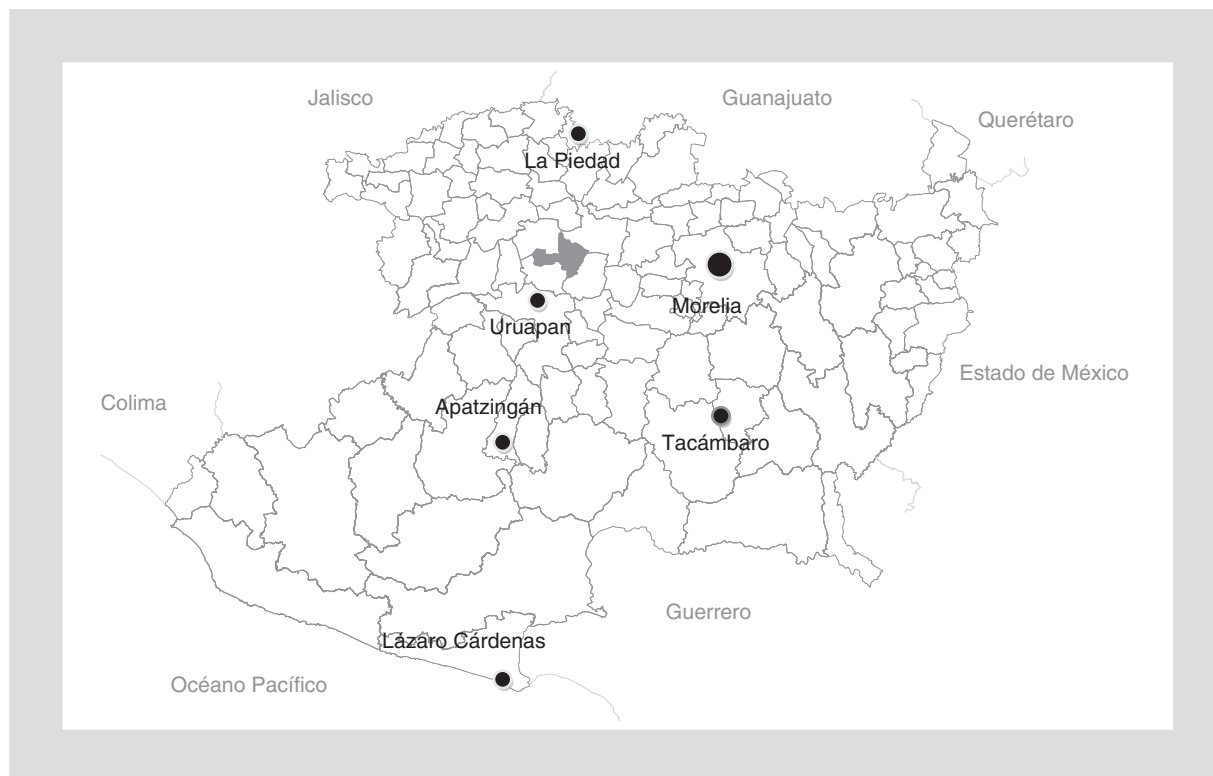 Jalisco
Guanajuato
Querétaro
La Piedad
Morelia
Uruapan
Estado de México
Colima
Apatzingán
Tacámbaro
Guerrero
Lázaro Cárdenas
Océano Pacífico